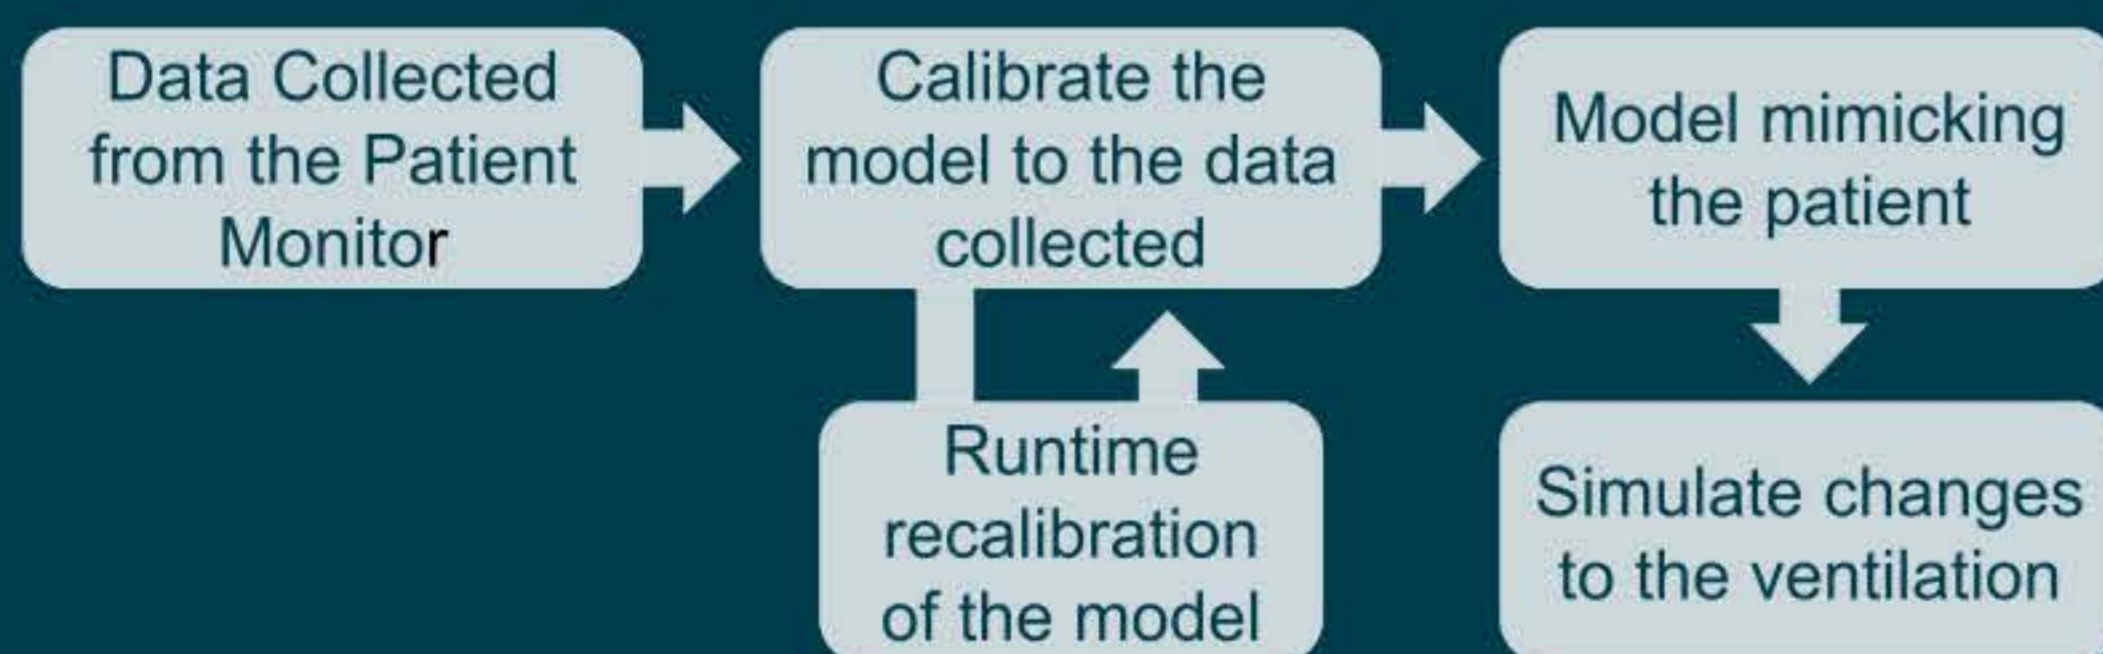 Data Collected
from the Patient
Monitor
Calibrate the
model to the data
collected
Model mimicking
the patient
Runtime
recalibration
of the model
Simulate changes
to the ventilation